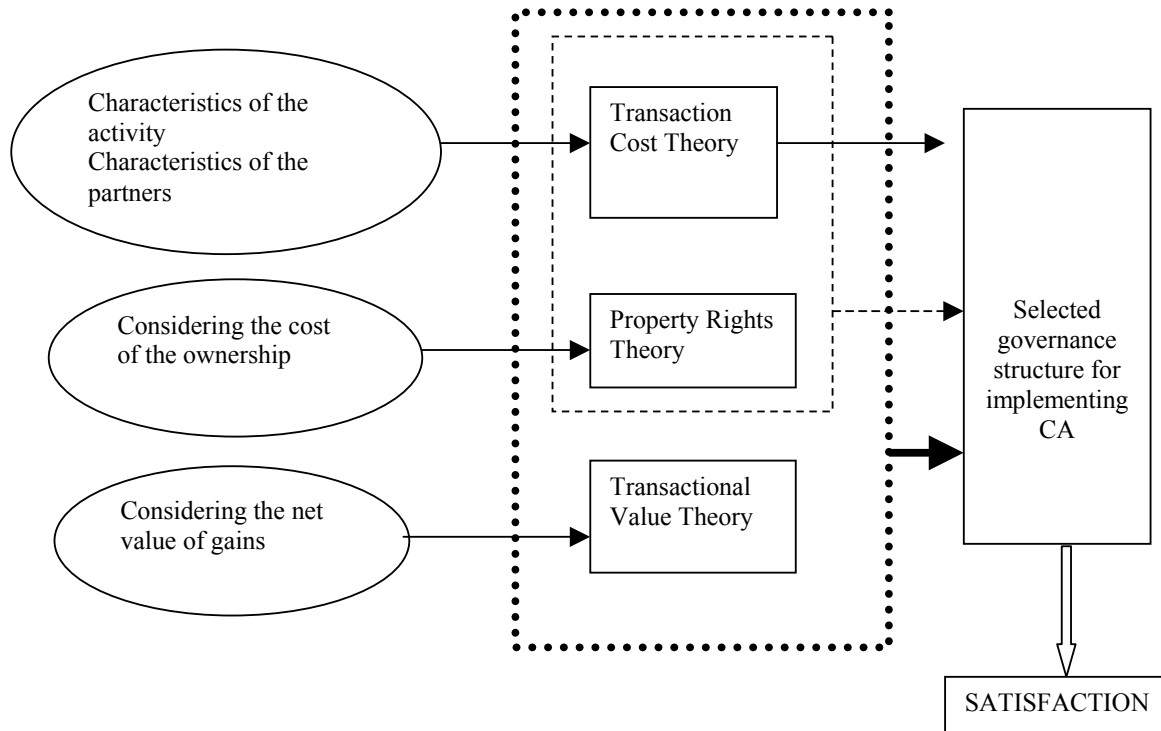 Characteristics of the
activity
Characteristics of the
partners
Transaction
Cost Theory
Considering the cost
of the ownership
Property Rights
Theory
Selected
governance
structure for
implementing
CA
Considering the net
value of gains
Transactional
Value Theory
SATISFACTION